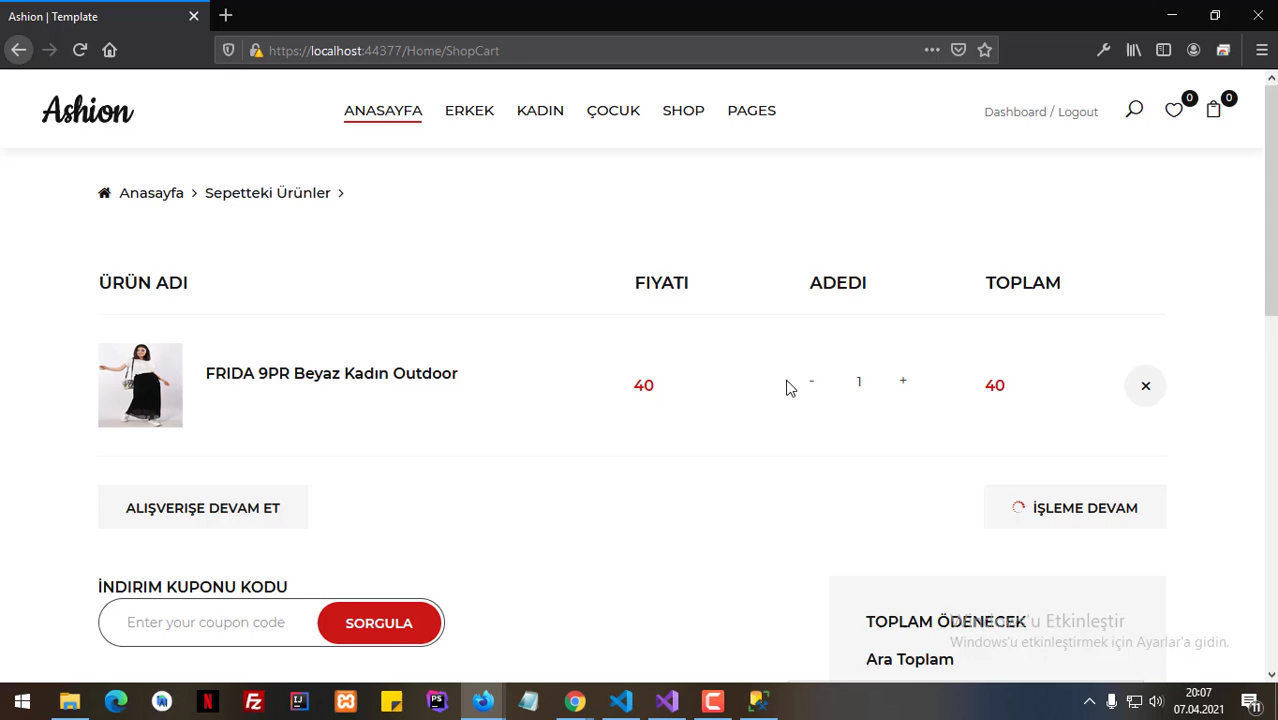 Ashion | Template
https://localhost:44377/Home/ShopCart
Ashion
ANASAYFA ERKEK KADIN ÇOCUK SHOP PAGES
Dashboard / Logout
0 0
Anasayfa > Sepetteki Ürünler >
ÜRÜN ADI FIYATI ADEDI TOPLAM
FRIDA 9PR Beyaz Kadın Outdoor 40 - 1 + 40
ALIŞVERIŞE DEVAM ET İŞLEME DEVAM
İNDIRIM KUPONU KODU
Enter your coupon code SORGULA
TOPLAM ÖDENECEK
Ara Toplam
Windows'u Etkinleştir
Windows'u etkinleştirmek için Ayarlar'a gidin.
20:07
07.04.2021
11